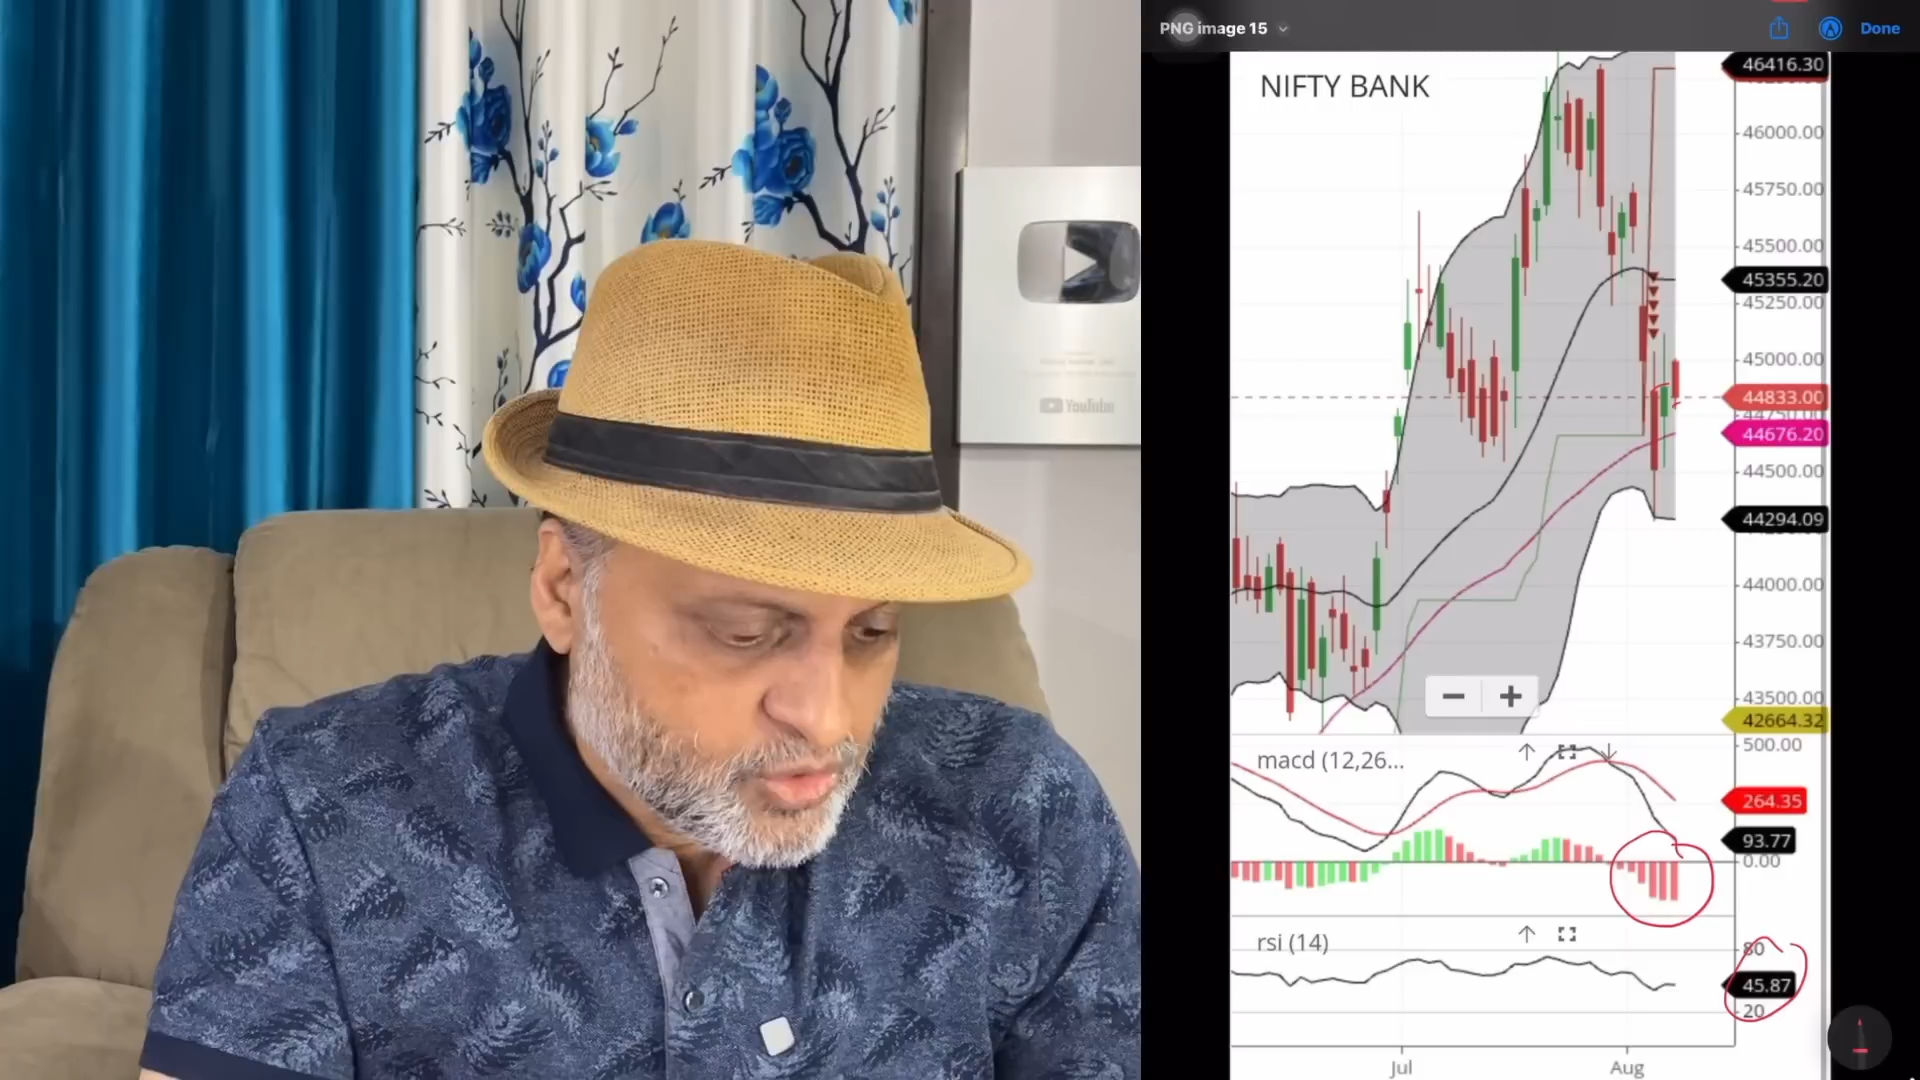 PNG image 15
Done
NIFTY BANK
46416.30
46000.00
45750.00
45500.00
45355.20
45250.00
45000.00
44833.00
44750.00
44676.20
44500.00
44294.09
44000.00
43750.00
43500.00
42664.32
macd (12,26...
500.00
264.35
93.77
0.00
rsi (14)
80
45.87
20
Jul
Aug
YouTube